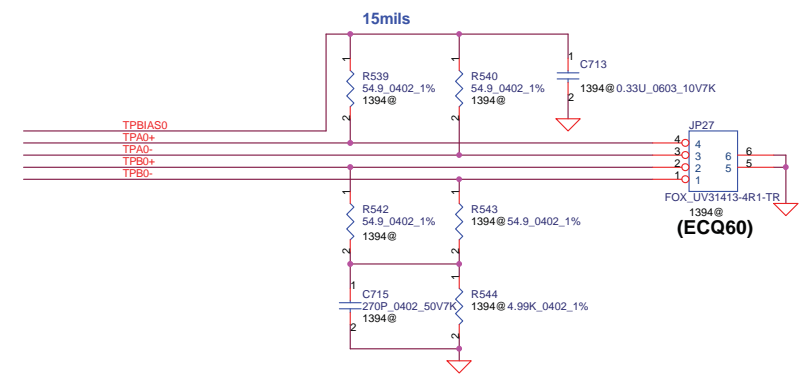 15mils
1
R539
54.9_0402_1%
1394@
2
1
R540
54.9_0402_1%
1394@
2
1
C713
1394@ 0.33U_0603_10V7K
2
TPBIAS0
TPA0+
TPA0-
TPB0+
TPB0-
JP27
4 4
3 3
2 2
1 1
6 6
5 5
FOX_UV31413-4R1-TR
1394@
(ECQ60)
1
R542
54.9_0402_1%
1394@
2
1
R543
1394@ 54.9_0402_1%
2
1
C715
270P_0402_50V7K
1394@
2
1
R544
1394@ 4.99K_0402_1%
2